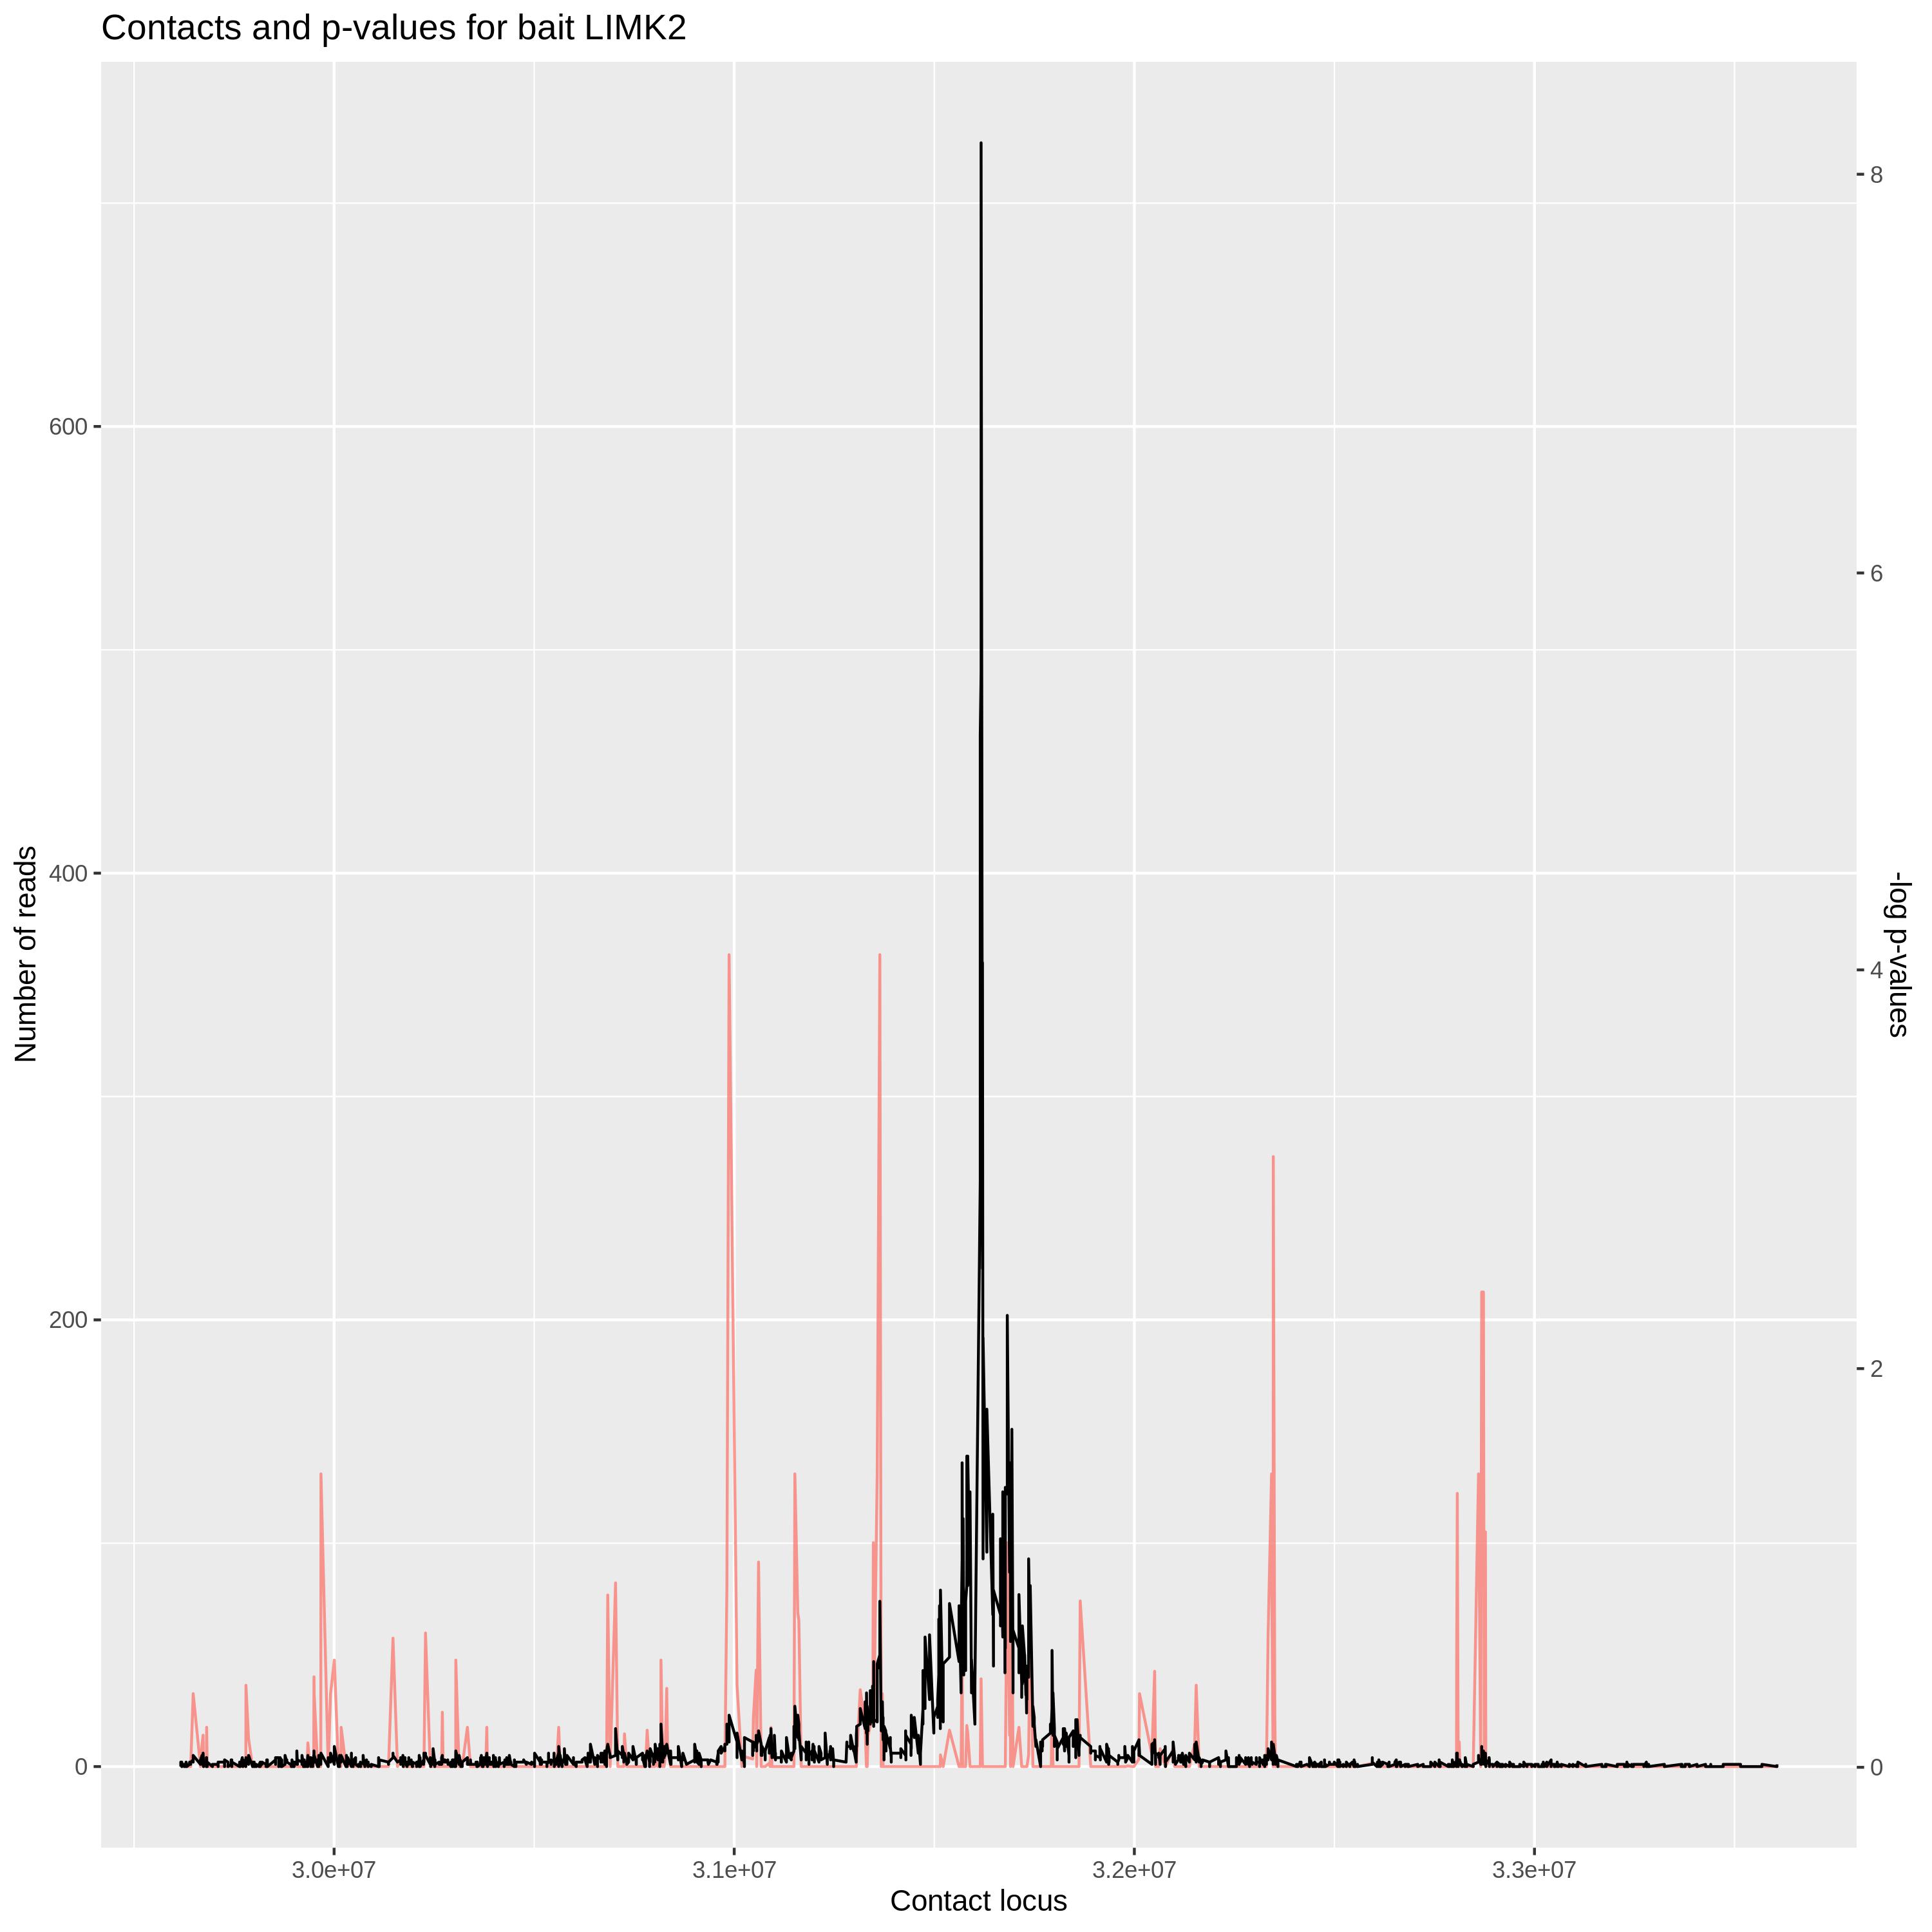 Contacts and p-values for bait LIMK2
Number of reads
600
400
200
0
8
6
4
2
0
-log p-values
3.0e+07
3.1e+07
3.2e+07
3.3e+07
Contact locus